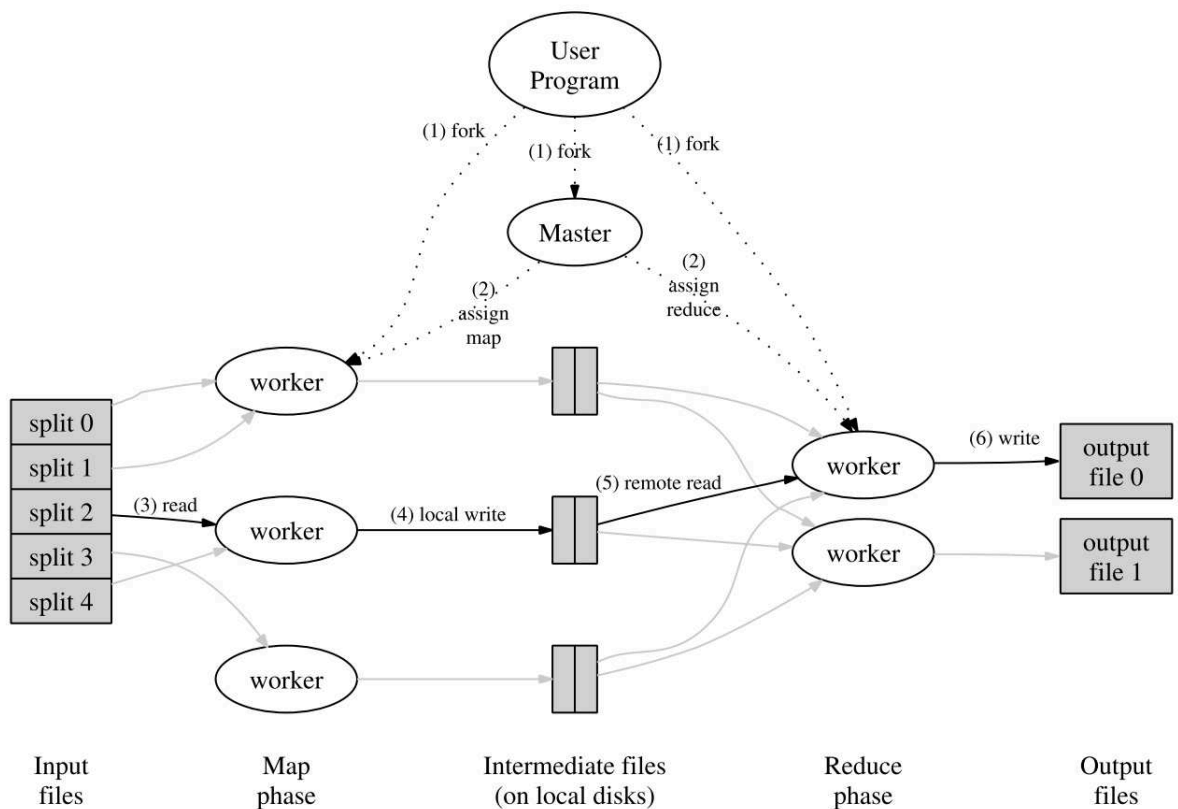 User
Program
(1) fork
(1) fork
(1) fork
Master
(2)
assign
map
(2)
assign
reduce
worker
split 0
split 1
split 2
split 3
split 4
(3) read
worker
(4) local write
worker
(5) remote read
worker
worker
(6) write
output
file 0
output
file 1
Input
files
Map
phase
Intermediate files
(on local disks)
Reduce
phase
Output
files